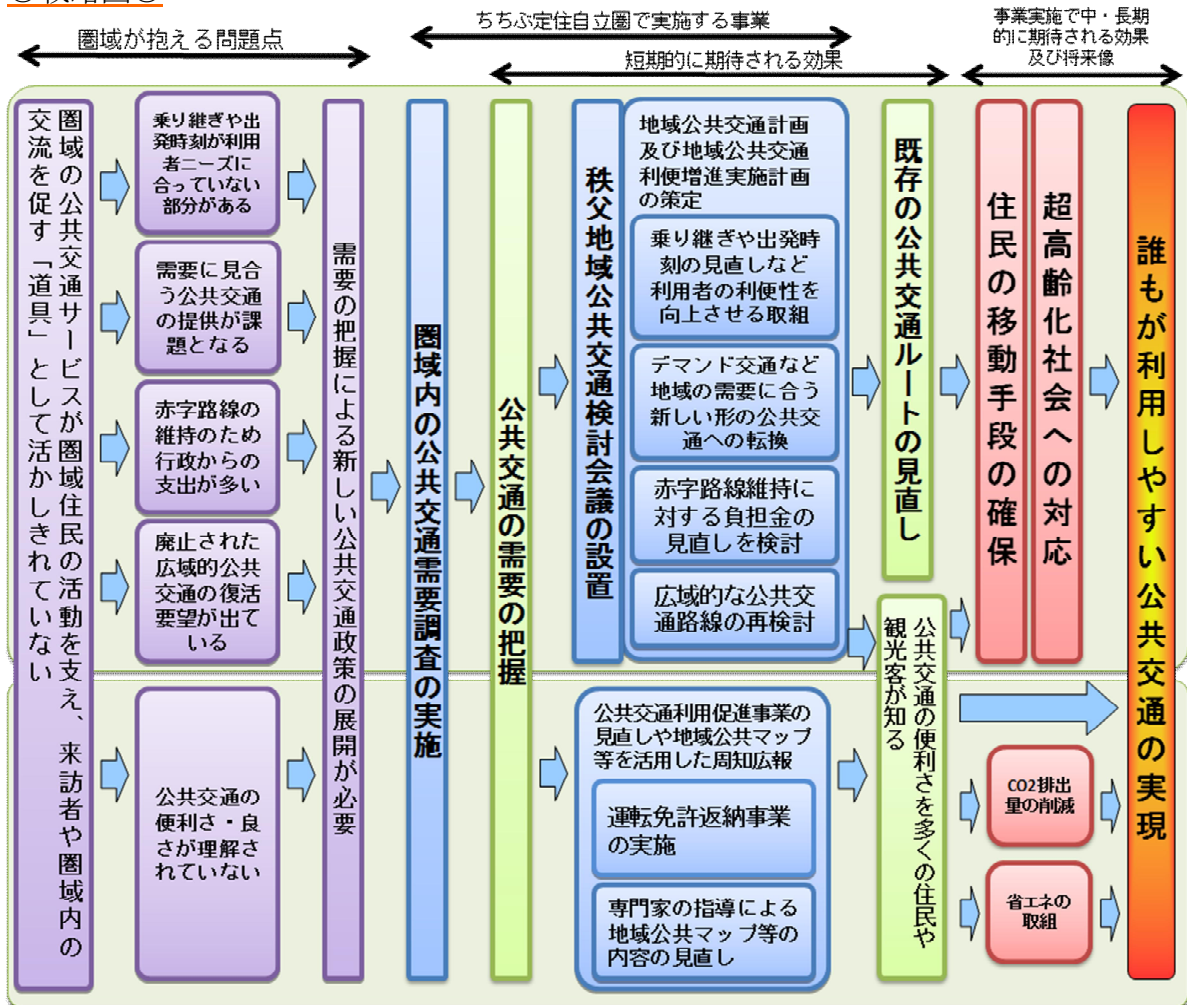 圏域が抱える問題点
ちちぶ定住自立圏で実施する事業
短期的に期待される効果
事業実施で中・長期
的に期待される効果
及び将来像
圏域の公共交通サービスが圏域住民の活動を支え、来訪者や圏域内の
交流を促す「道具」として活かしきれていない
乗り継ぎや出
発時刻が利用
者ニーズに
合っていない
部分がある
需要に見合
う公共交通
の提供が課
題となる
赤字路線の
維持のため
行政からの
支出が多い
廃止された
広域的公共
交通の復活
要望が出て
いる
公共交通の
便利さ・良
さが理解さ
れていない
需要の把握による新しい公共交通政策の展開が必要
圏域内の公共交通需要調査の実施
公共交通の需要の把握
秩父地域公共交通検討会議の設置
地域公共交通計画
及び地域公共交通
利便増進実施計画
の策定
乗り継ぎや出発時
刻の見直しなど
利用者の利便性を
向上させる取組
デマンド交通など
地域の需要に合う
新しい形の公共交
通への転換
赤字路線維持に
対する負担金の
見直しを検討
広域的な公共交
通路線の再検討
公共交通利用促進事業の
見直しや地域公共マップ
等を活用した周知広報
運転免許返納事業
の実施
専門家の指導による
地域公共マップ等の
内容の見直し
既存の公共交通ルートの見直し
公共交通の便利さを多くの住民や
観光客が知る
住民の移動手段の確保
超高齢化社会への対応
CO2排出
量の削減
省エネの
取組
誰もが利用しやすい公共交通の実現